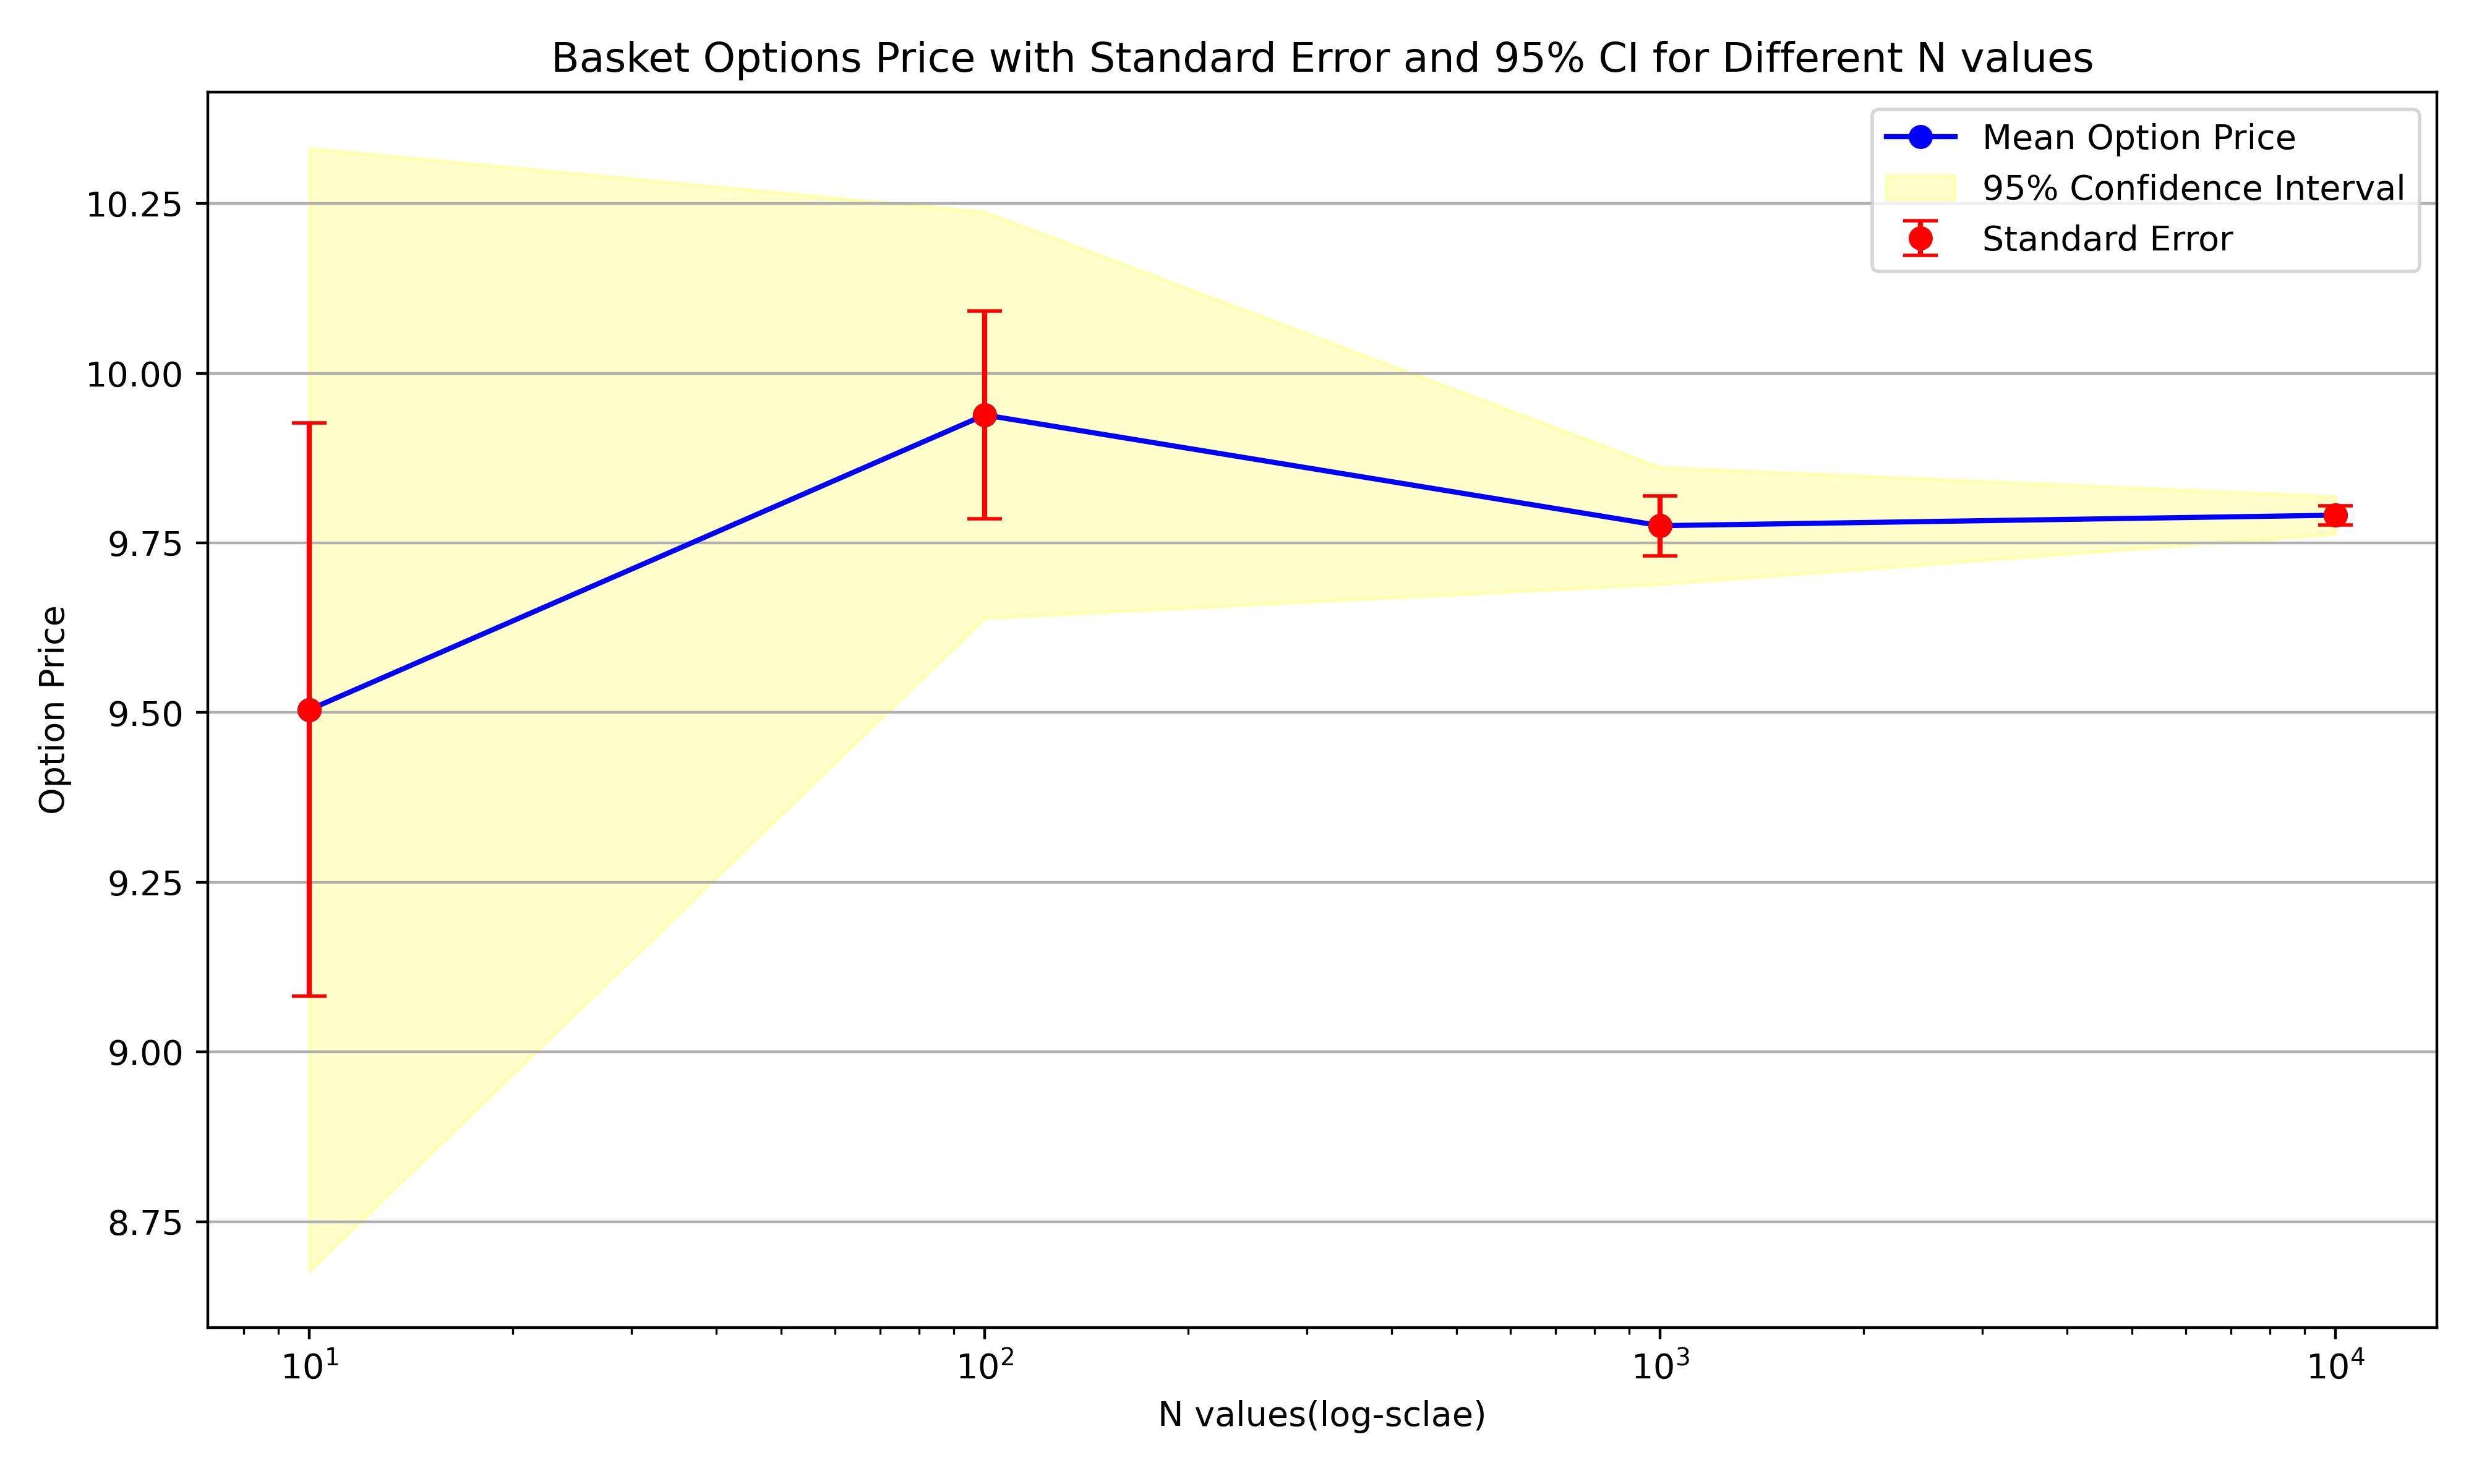 Basket Options Price with Standard Error and 95% CI for Different N values
Mean Option Price
95% Confidence Interval
Standard Error
Option Price
10.25
10.00
9.75
9.50
9.25
9.00
8.75
10¹ 10² 10³ 10⁴
N values(log-sclae)